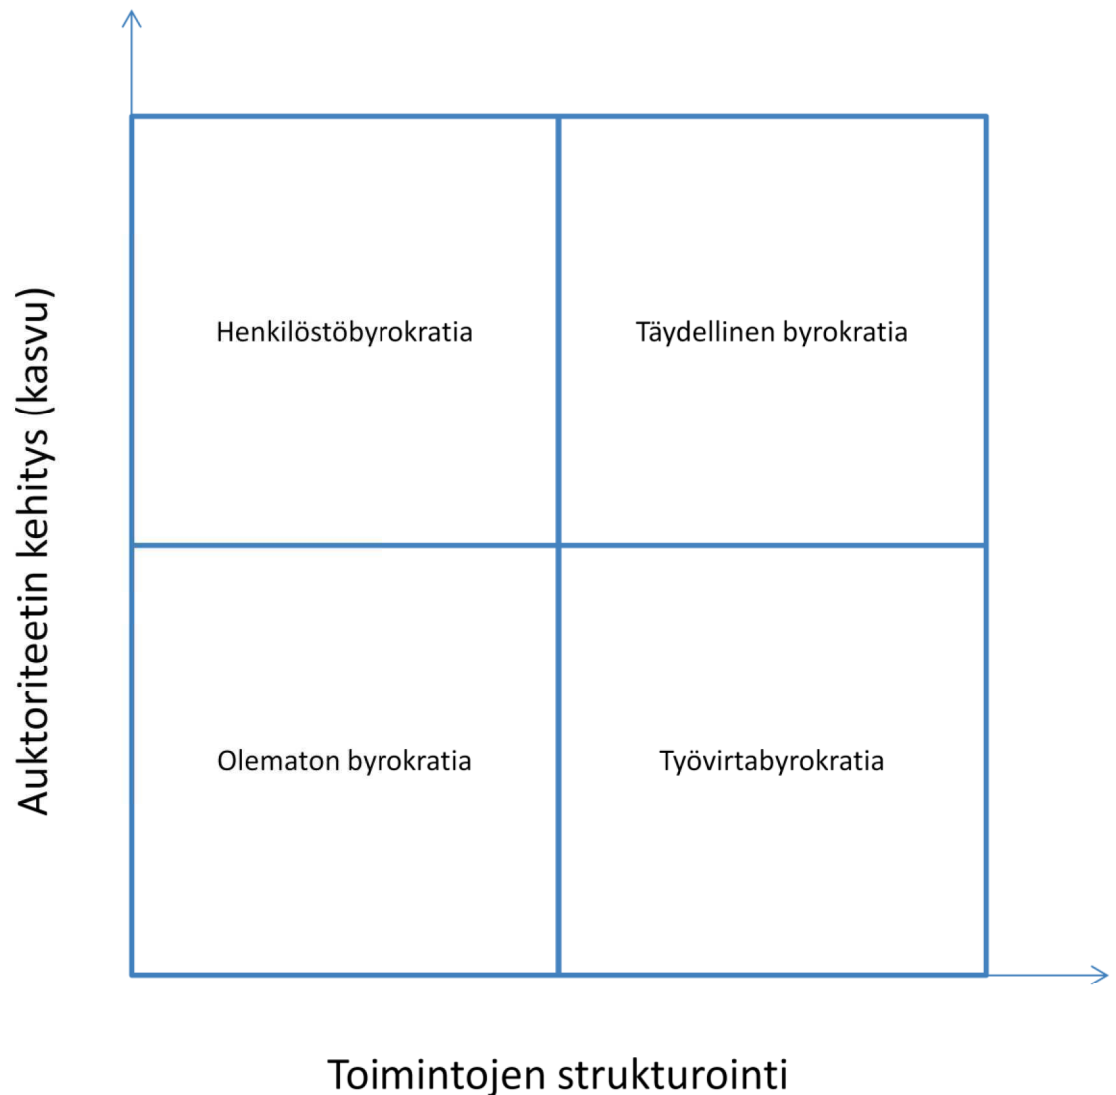 Auktoriteetin kehitys (kasvu)
Henkilöstöbyrokratia
Täydellinen byrokratia
Olematon byrokratia
Työvirtabyrokratia
Toimintojen strukturointi